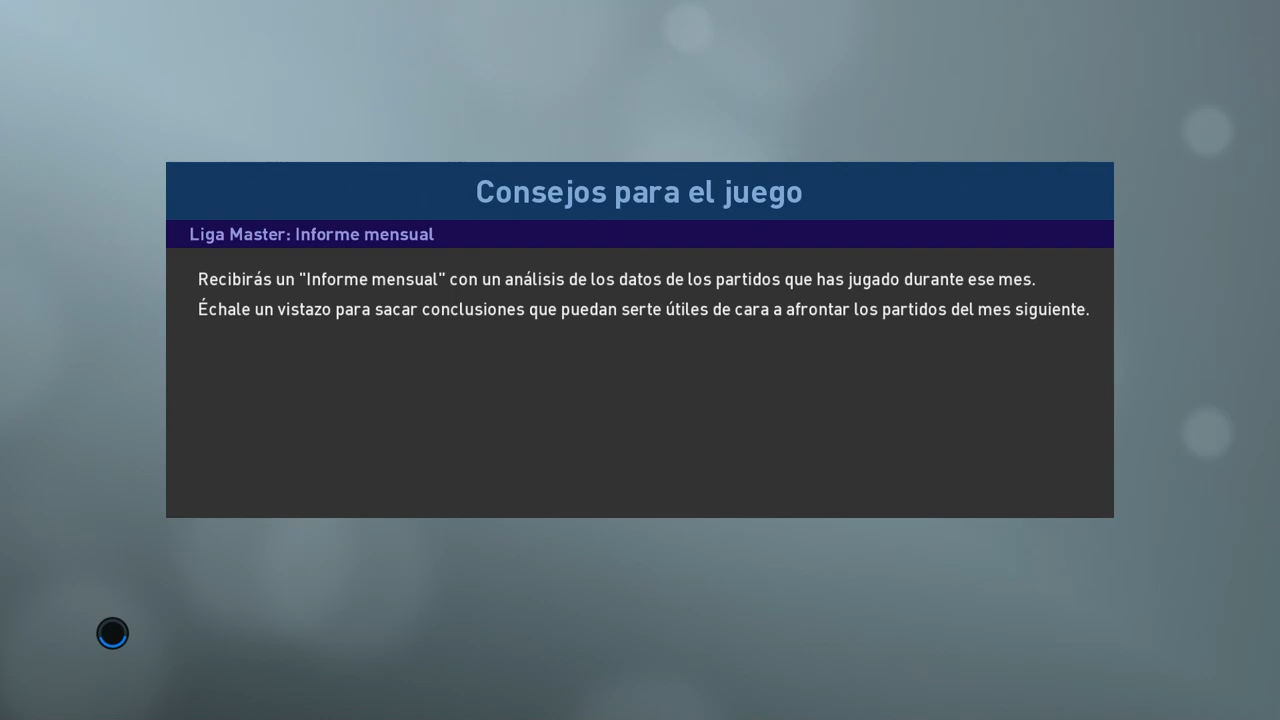 Consejos para el juego
Liga Master: Informe mensual
Recibirás un "Informe mensual" con un análisis de los datos de los partidos que has jugado durante ese mes.
Échale un vistazo para sacar conclusiones que puedan serte útiles de cara a afrontar los partidos del mes siguiente.